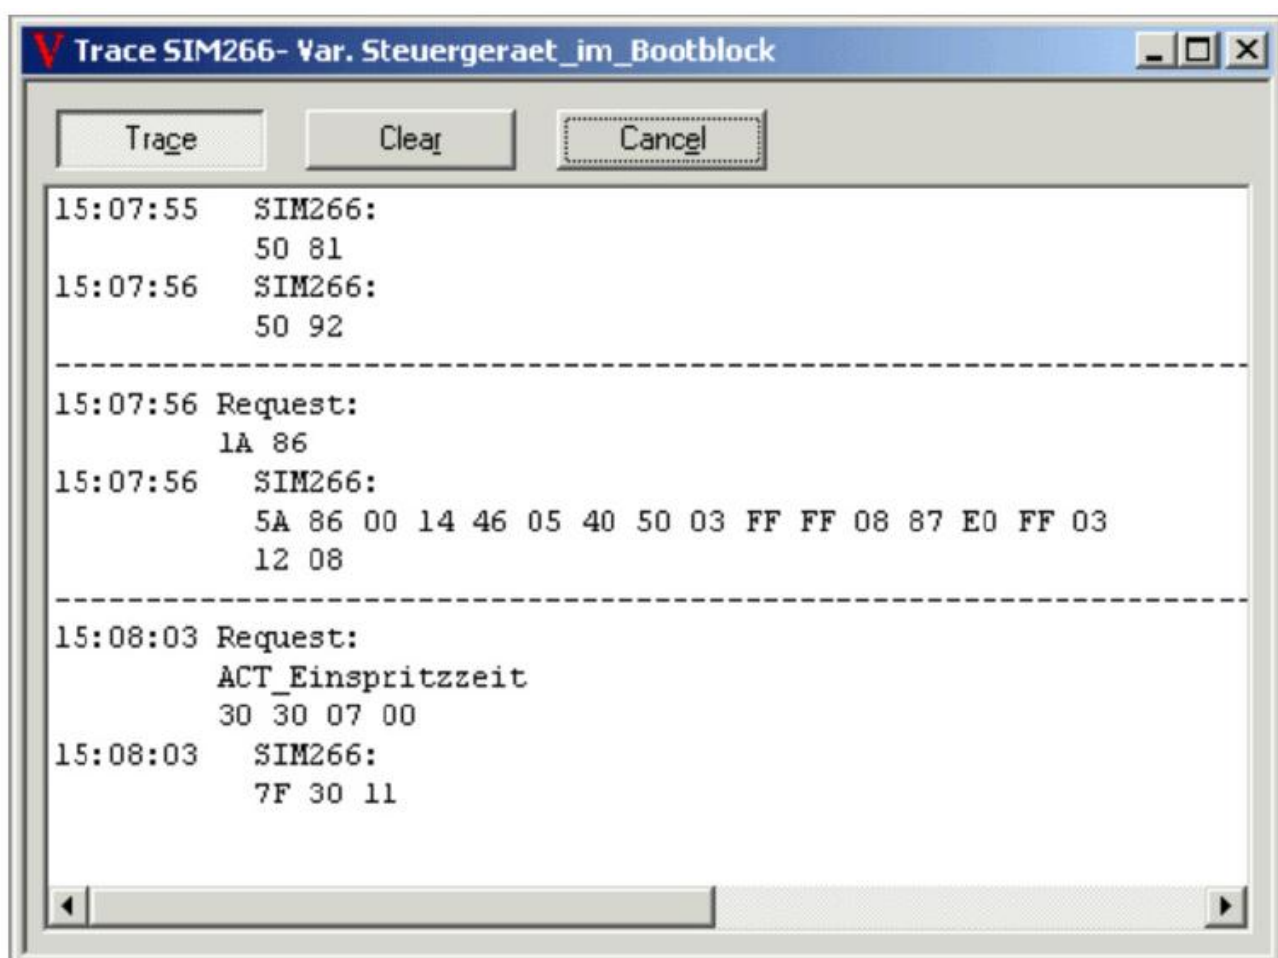 Trace SIM266- Var. Steuergeraet_im_Bootblock
Trace Clear Cancel
15:07:55 SIM266:
50 81
15:07:56 SIM266:
50 92
--------------------------------------------------------------------
15:07:56 Request:
1A 86
15:07:56 SIM266:
5A 86 00 14 46 05 40 50 03 FF FF 08 87 E0 FF 03
12 08
--------------------------------------------------------------------
15:08:03 Request:
ACT_Einspritzzeit
30 30 07 00
15:08:03 SIM266:
7F 30 11